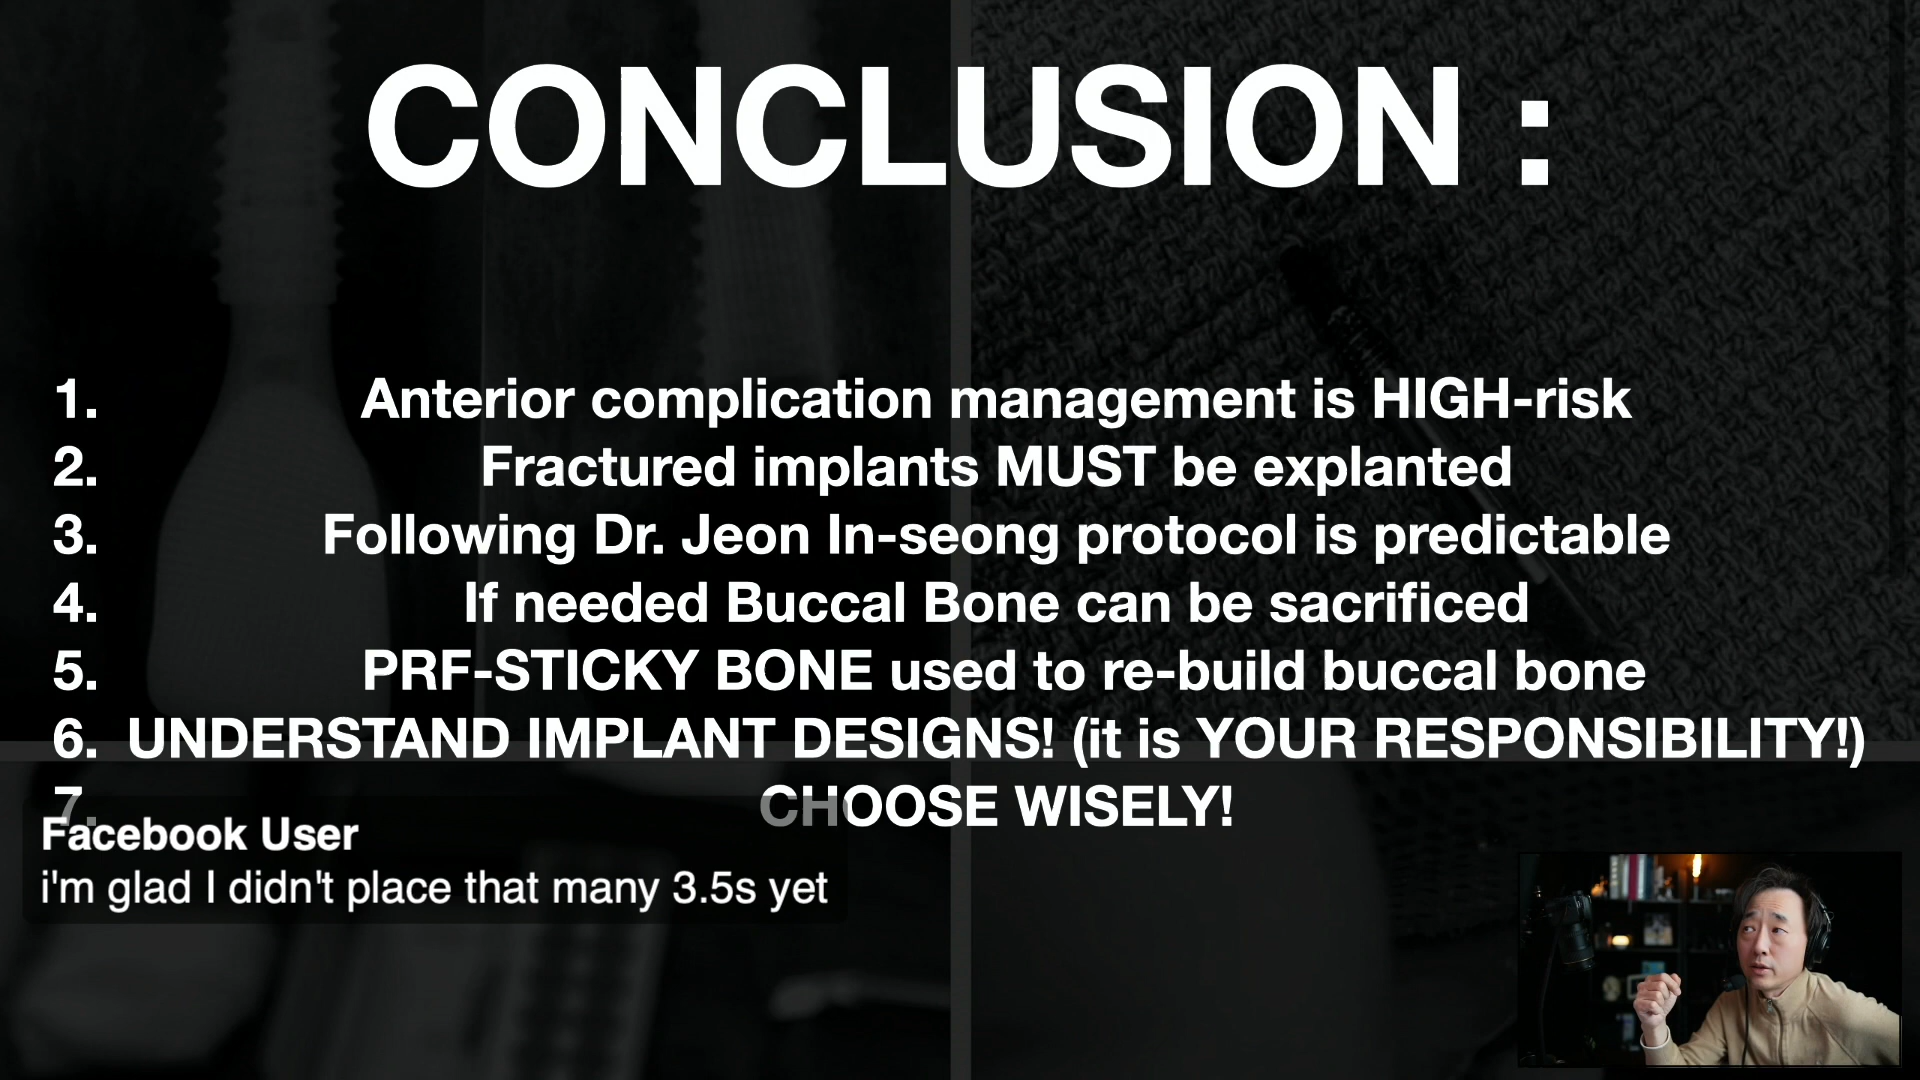 CONCLUSION :
1. Anterior complication management is HIGH-risk
2. Fractured implants MUST be explanted
3. Following Dr. Jeon In-seong protocol is predictable
4. If needed Buccal Bone can be sacrificed
5. PRF-STICKY BONE used to re-build buccal bone
6. UNDERSTAND IMPLANT DESIGNS! (it is YOUR RESPONSIBILITY!)
7. CHOOSE WISELY!
Facebook User
i'm glad I didn't place that many 3.5s yet